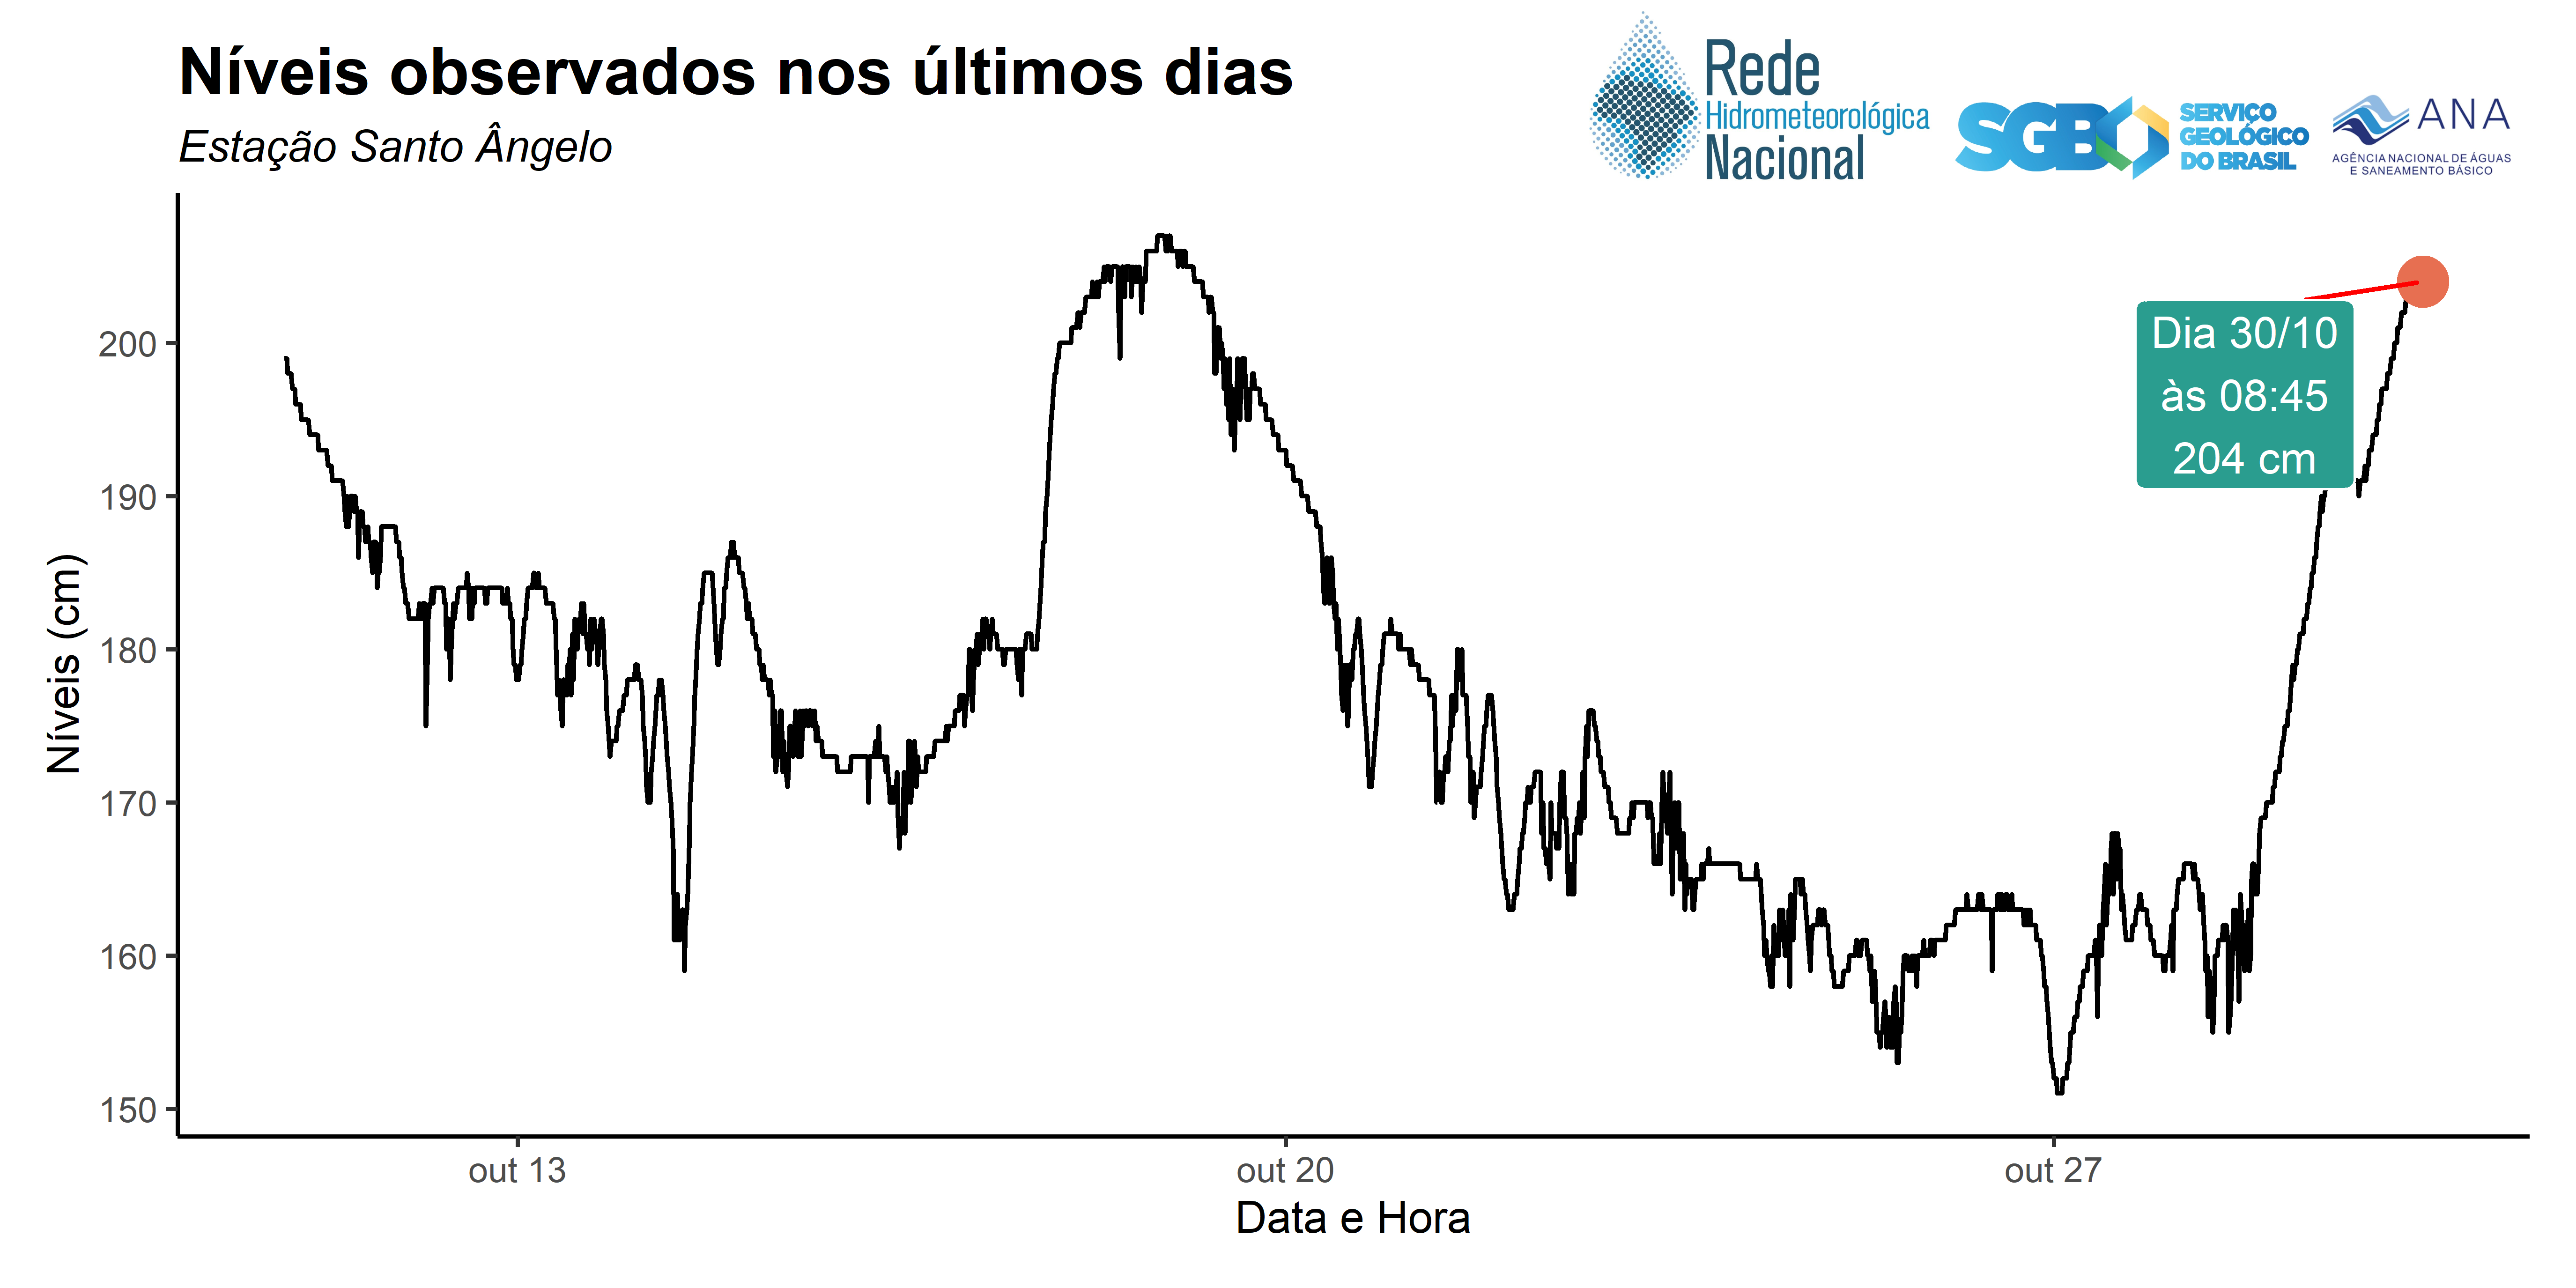 Níveis observados nos últimos dias
Estação Santo Ângelo
Rede
Hidrometeorológica
Nacional
SGB
SERVIÇO
GEOLÓGICO
DO BRASIL
ANA
AGÊNCIA NACIONAL DE ÁGUAS
E SANEAMENTO BÁSICO
Níveis (cm)
200
190
180
170
160
150
Dia 30/10
às 08:45
204 cm
out 13
out 20
out 27
Data e Hora